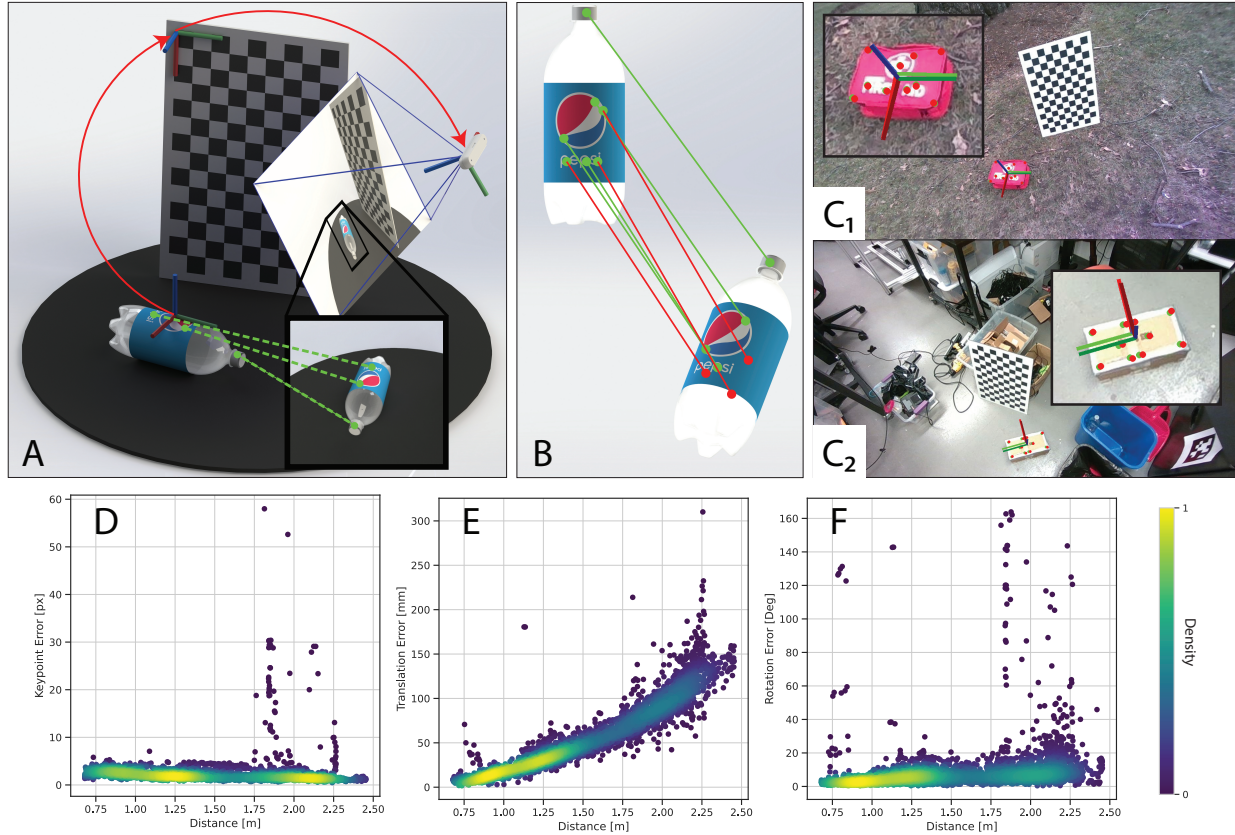 A
pepsi
pepsi
B
C₁
C₂
D
Keypoint Error [px]
60
50
40
30
20
10
0
0.75 1.00 1.25 1.50 1.75 2.00 2.25 2.50
Distance [m]
E
Translation Error [mm]
300
250
200
150
100
50
0
0.75 1.00 1.25 1.50 1.75 2.00 2.25 2.50
Distance [m]
F
Rotation Error [Deg]
160
140
120
100
80
60
40
20
0
0.75 1.00 1.25 1.50 1.75 2.00 2.25 2.50
Distance [m]
1
Density
0